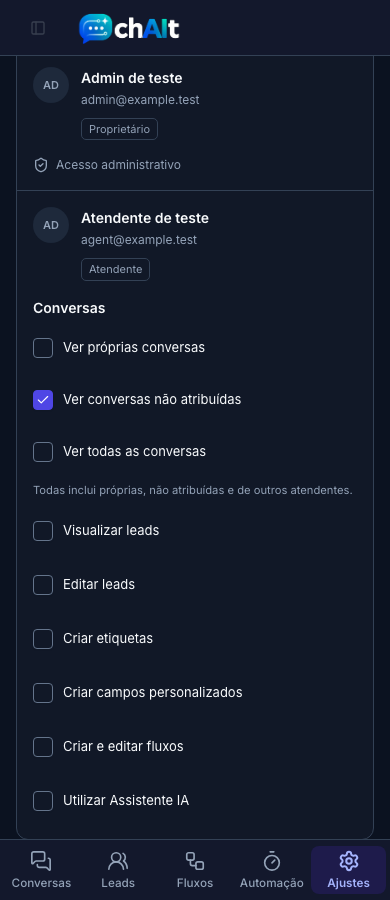 chAIt
AD
Admin de teste
admin@example.test
Proprietário
Acesso administrativo
AD
Atendente de teste
agent@example.test
Atendente
Conversas
Ver próprias conversas
Ver conversas não atribuídas
Ver todas as conversas
Todas inclui próprias, não atribuídas e de outros atendentes.
Visualizar leads
Editar leads
Criar etiquetas
Criar campos personalizados
Criar e editar fluxos
Utilizar Assistente IA
Conversas Leads Fluxos Automação Ajustes